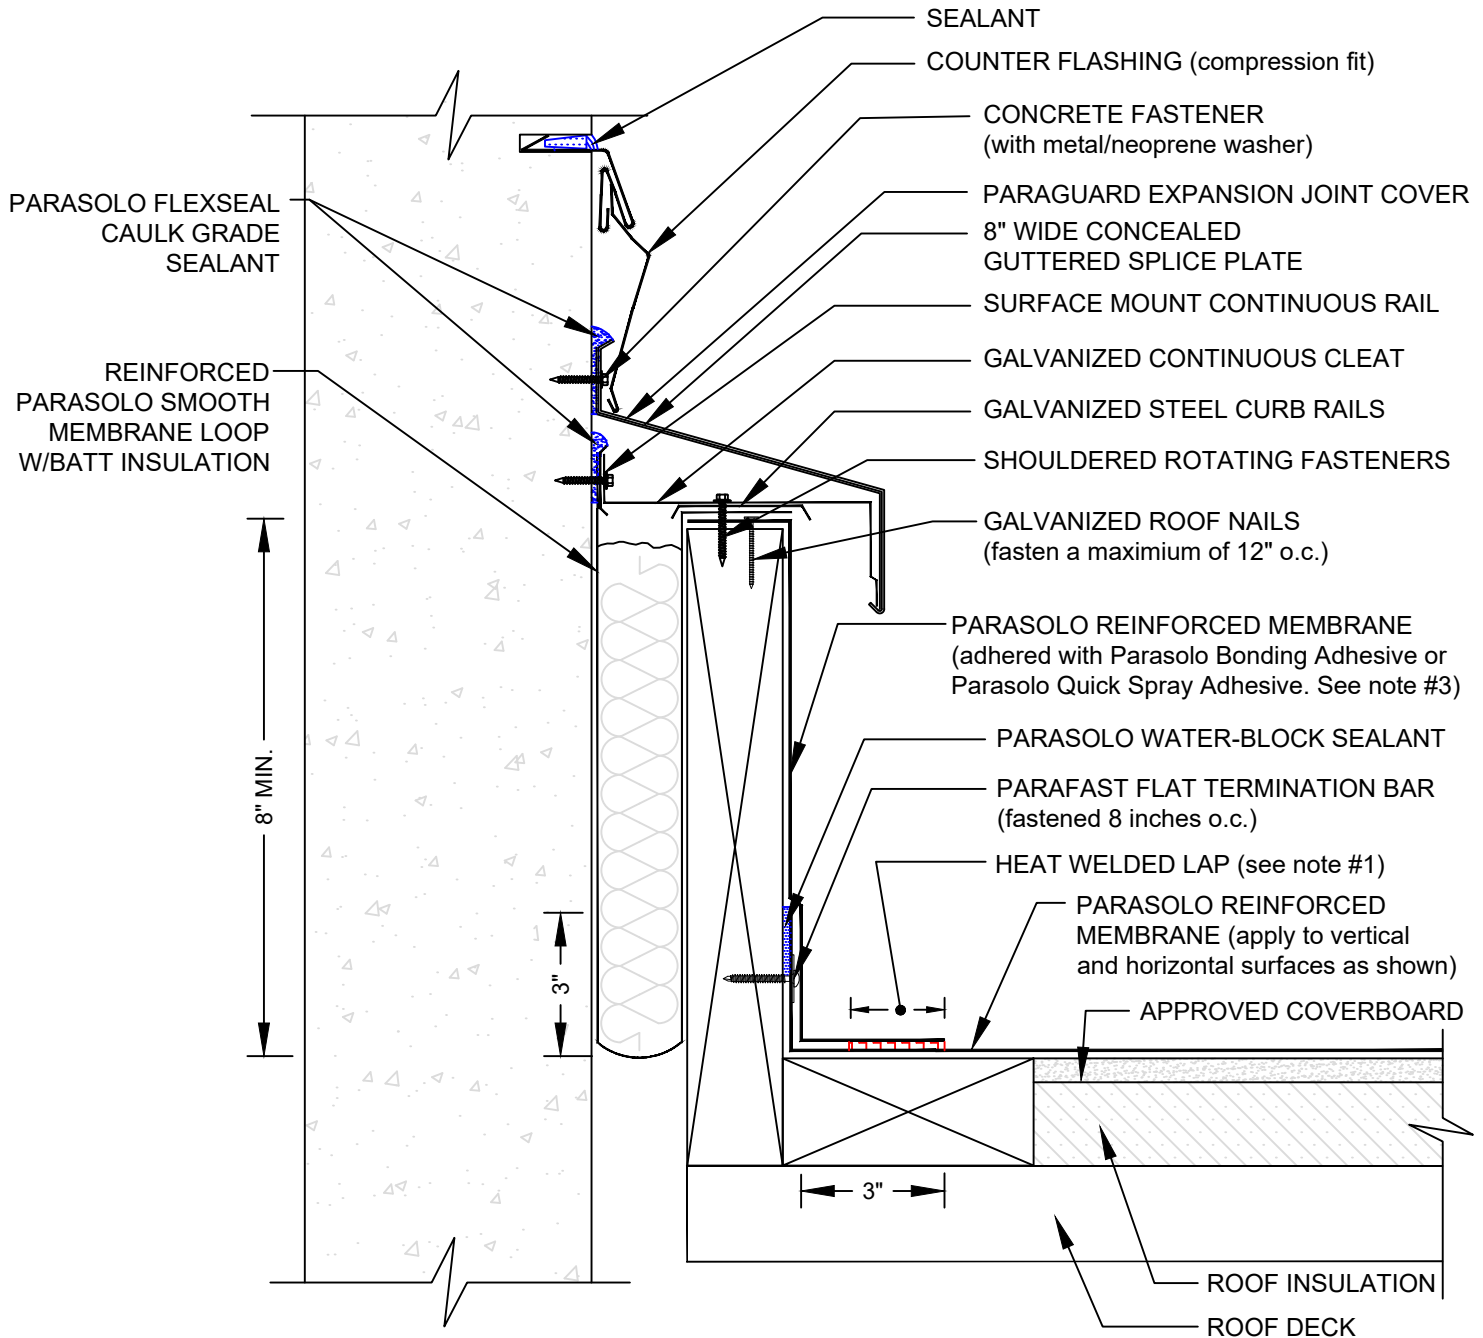 SEALANT
COUNTER FLASHING (compression fit)
CONCRETE FASTENER
(with metal/neoprene washer)
PARAGUARD EXPANSION JOINT COVER
8" WIDE CONCEALED
GUTTERED SPLICE PLATE
SURFACE MOUNT CONTINUOUS RAIL
GALVANIZED CONTINUOUS CLEAT
GALVANIZED STEEL CURB RAILS
SHOULDERED ROTATING FASTENERS
GALVANIZED ROOF NAILS
(fasten a maximium of 12" o.c.)
PARASOLO REINFORCED MEMBRANE
(adhered with Parasolo Bonding Adhesive or
Parasolo Quick Spray Adhesive. See note #3)
PARASOLO WATER-BLOCK SEALANT
PARAFAST FLAT TERMINATION BAR
(fastened 8 inches o.c.)
HEAT WELDED LAP (see note #1)
PARASOLO REINFORCED
MEMBRANE (apply to vertical
and horizontal surfaces as shown)
APPROVED COVERBOARD
ROOF INSULATION
ROOF DECK
PARASOLO FLEXSEAL
CAULK GRADE
SEALANT
REINFORCED
PARASOLO SMOOTH
MEMBRANE LOOP
W/BATT INSULATION
8" MIN.
3"
3"